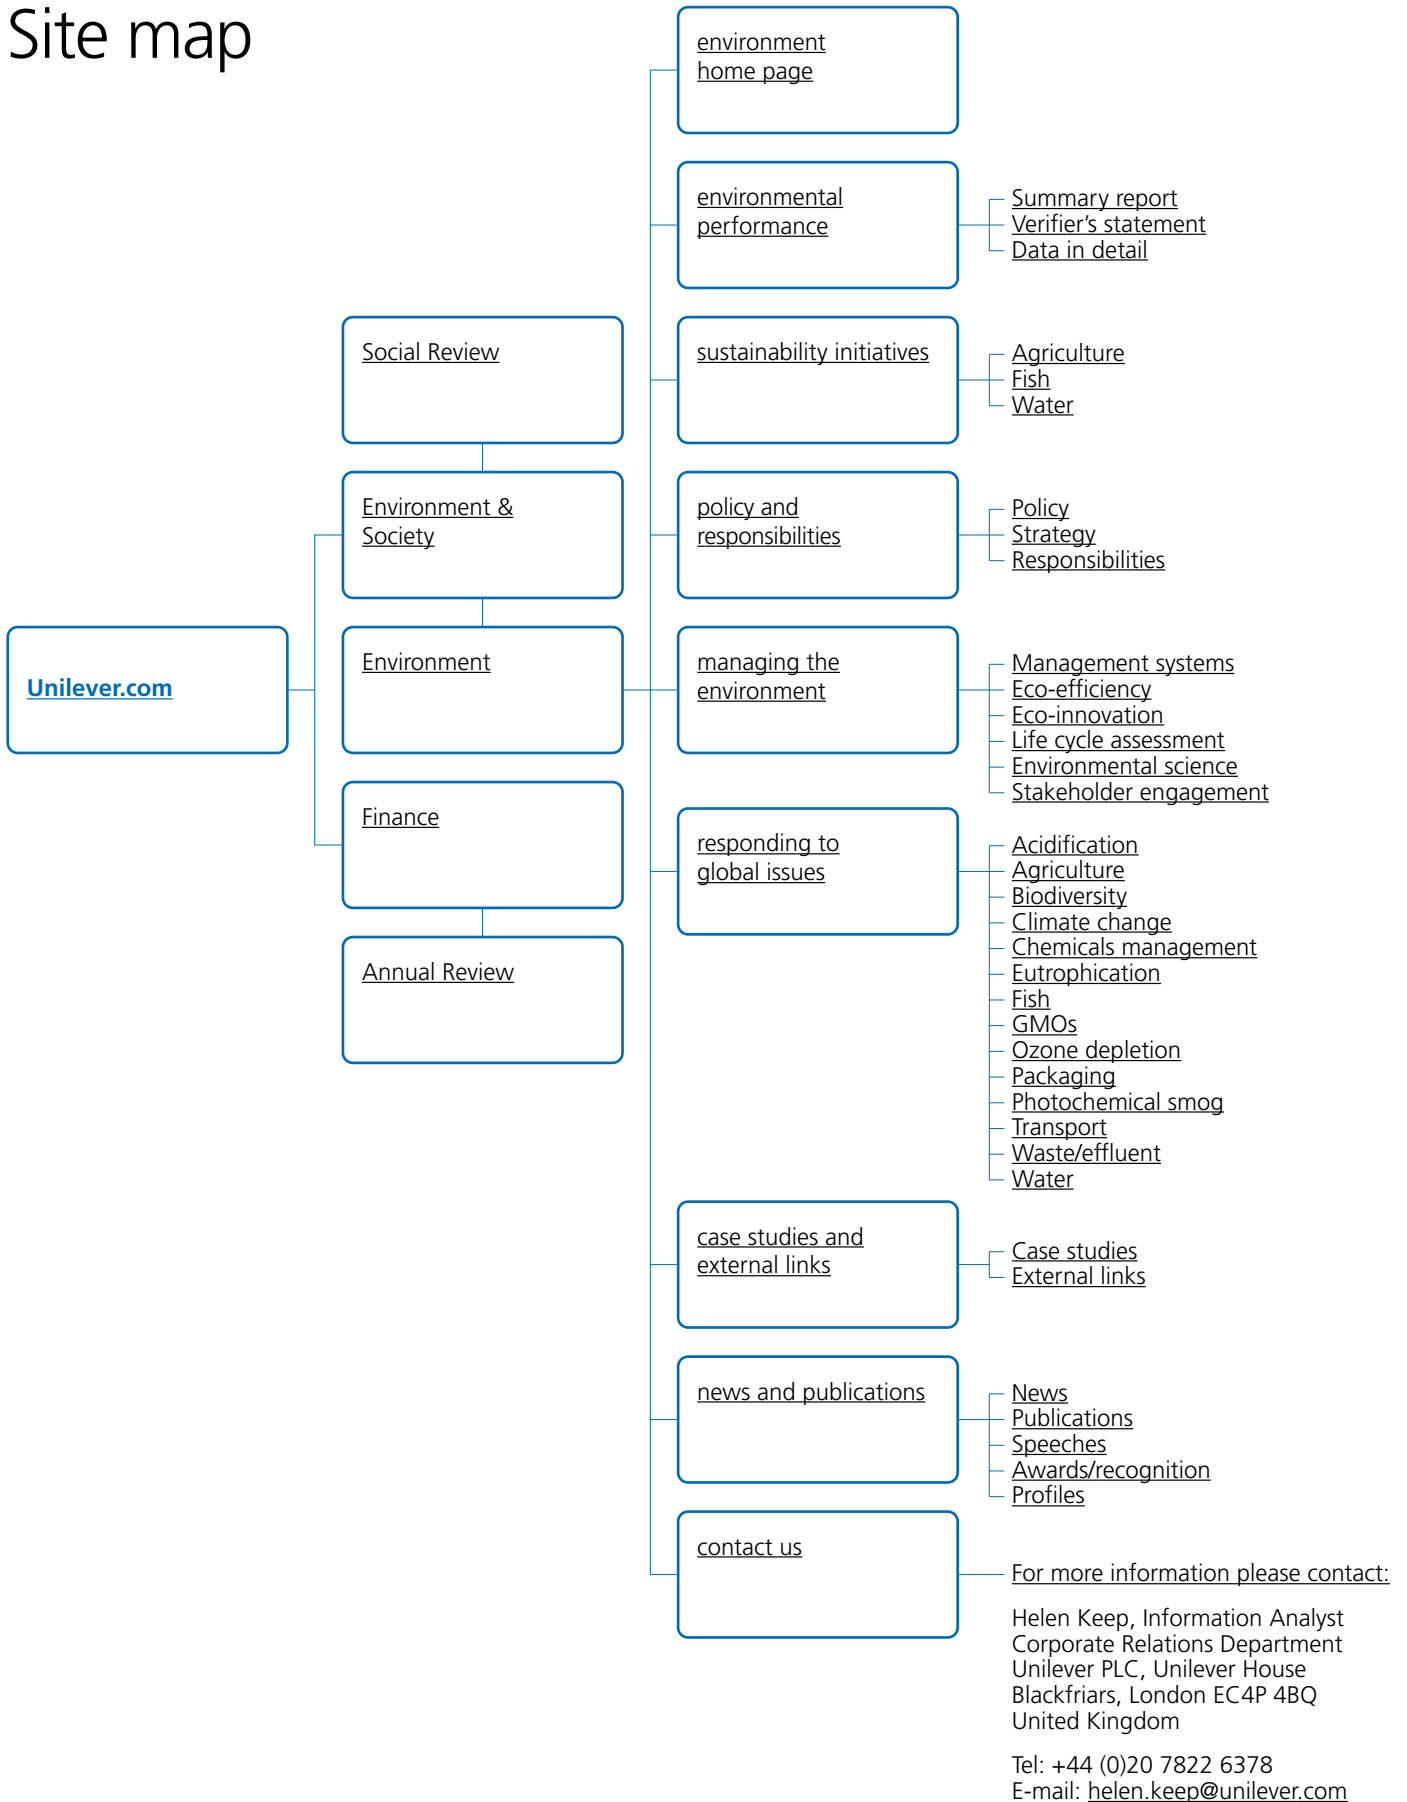 Site map
environment
home page
environmental
performance
Summary report
Verifier's statement
Data in detail
Social Review
sustainability initiatives
Agriculture
Fish
Water
Environment &
Society
policy and
responsibilities
Policy
Strategy
Responsibilities
Unilever.com
Environment
managing the
environment
Management systems
Eco-efficiency
Eco-innovation
Life cycle assessment
Environmental science
Stakeholder engagement
Finance
responding to
global issues
Acidification
Agriculture
Biodiversity
Climate change
Chemicals management
Eutrophication
Fish
GMOs
Ozone depletion
Packaging
Photochemical smog
Transport
Waste/effluent
Water
Annual Review
case studies and
external links
Case studies
External links
news and publications
News
Publications
Speeches
Awards/recognition
Profiles
contact us
For more information please contact:
Helen Keep, Information Analyst
Corporate Relations Department
Unilever PLC, Unilever House
Blackfriars, London EC4P 4BQ
United Kingdom
Tel: +44 (0)20 7822 6378
E-mail: helen.keep@unilever.com